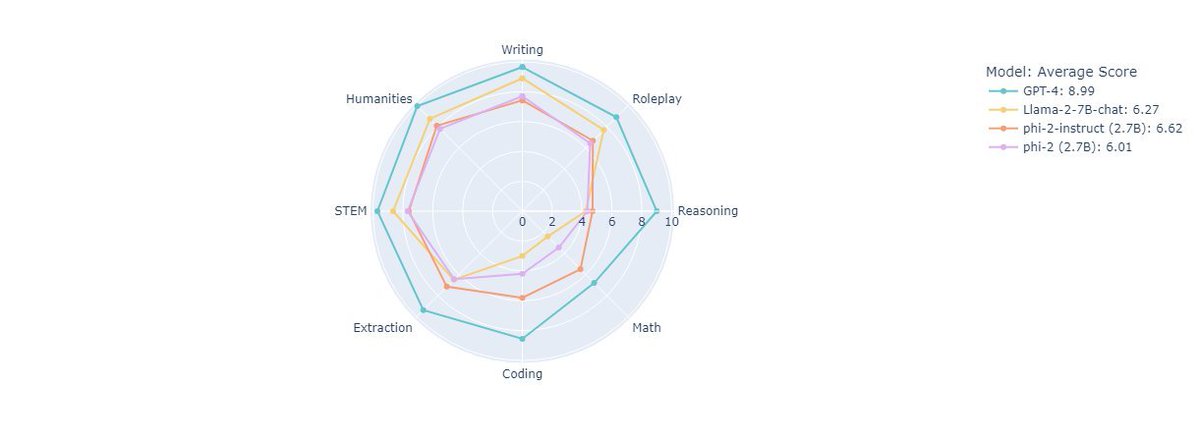 Writing
Humanities
Roleplay
STEM
0 2 4 6 8 10
Reasoning
Extraction
Math
Coding
Model: Average Score
GPT-4: 8.99
Llama-2-7B-chat: 6.27
phi-2-instruct (2.7B): 6.62
phi-2 (2.7B): 6.01